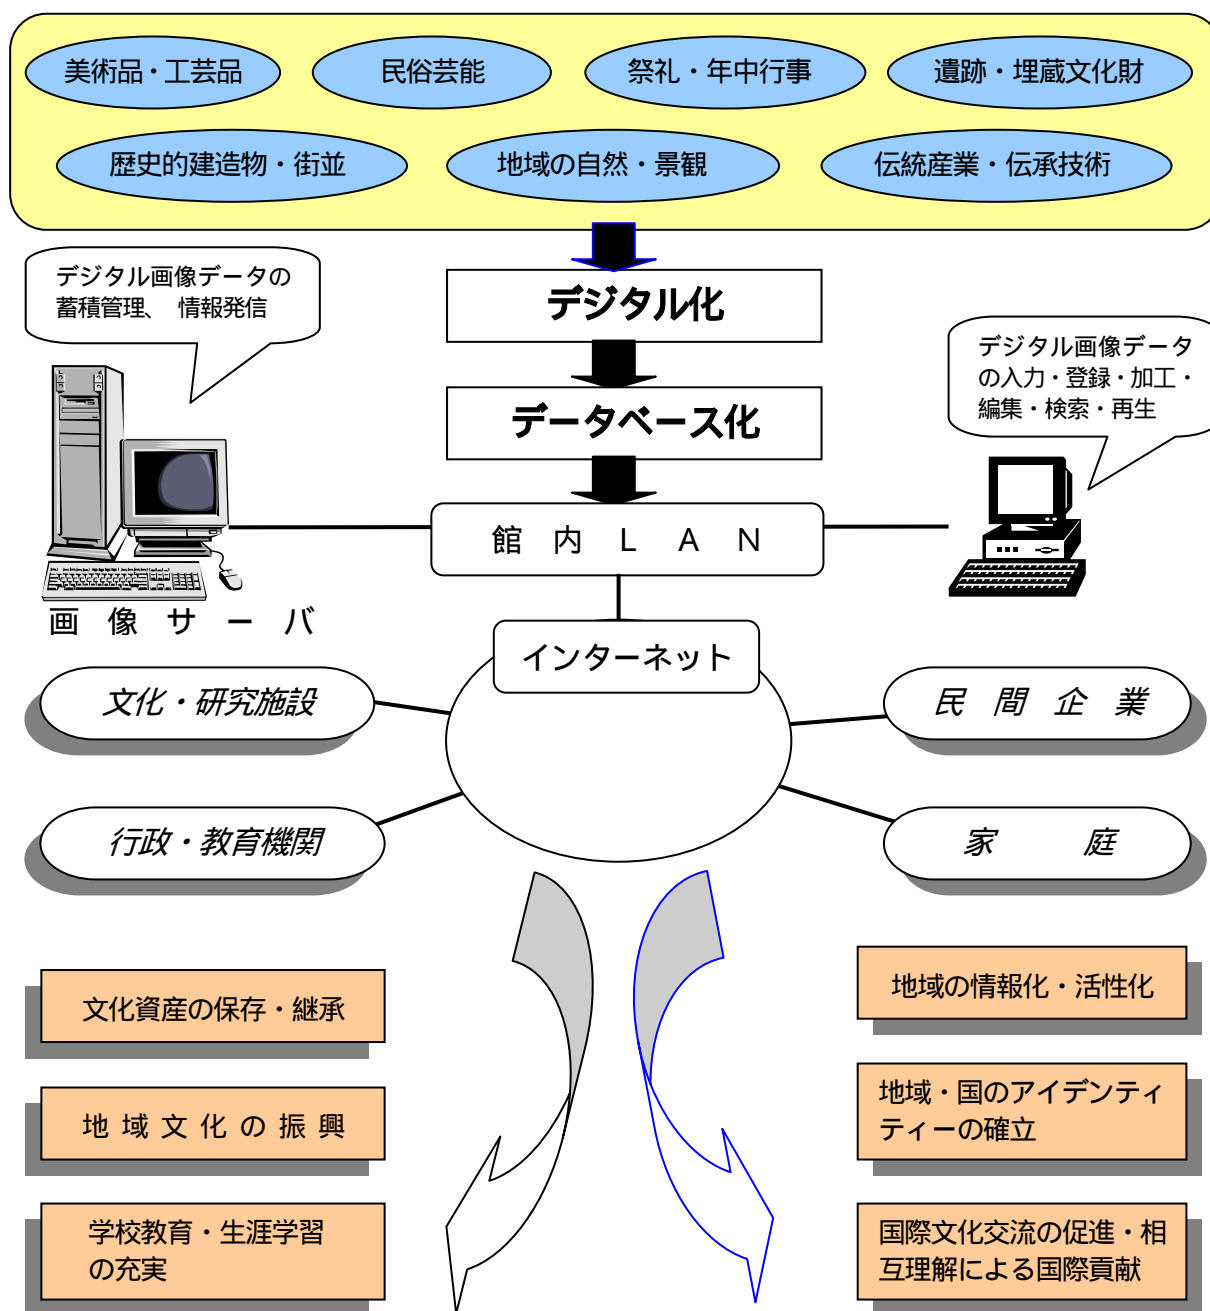 美術品・工芸品
民俗芸能
祭礼・年中行事
遺跡・埋蔵文化財
歴史的建造物・街並
地域の自然・景観
伝統産業・伝承技術
デジタル画像データの
蓄積管理、 情報発信
デジタル化
デジタル画像データ
の入力・登録・加工・
編集・検索・再生
データベース化
館 内 L A N
画 像 サ ー バ
インターネット
文化・研究施設
民 間 企 業
行政・教育機関
家 庭
文化資産の保存・継承
地域の情報化・活性化
地 域 文 化 の 振 興
地域・国のアイデンティ
ティーの確立
学校教育・生涯学習
の充実
国際文化交流の促進・相
互理解による国際貢献